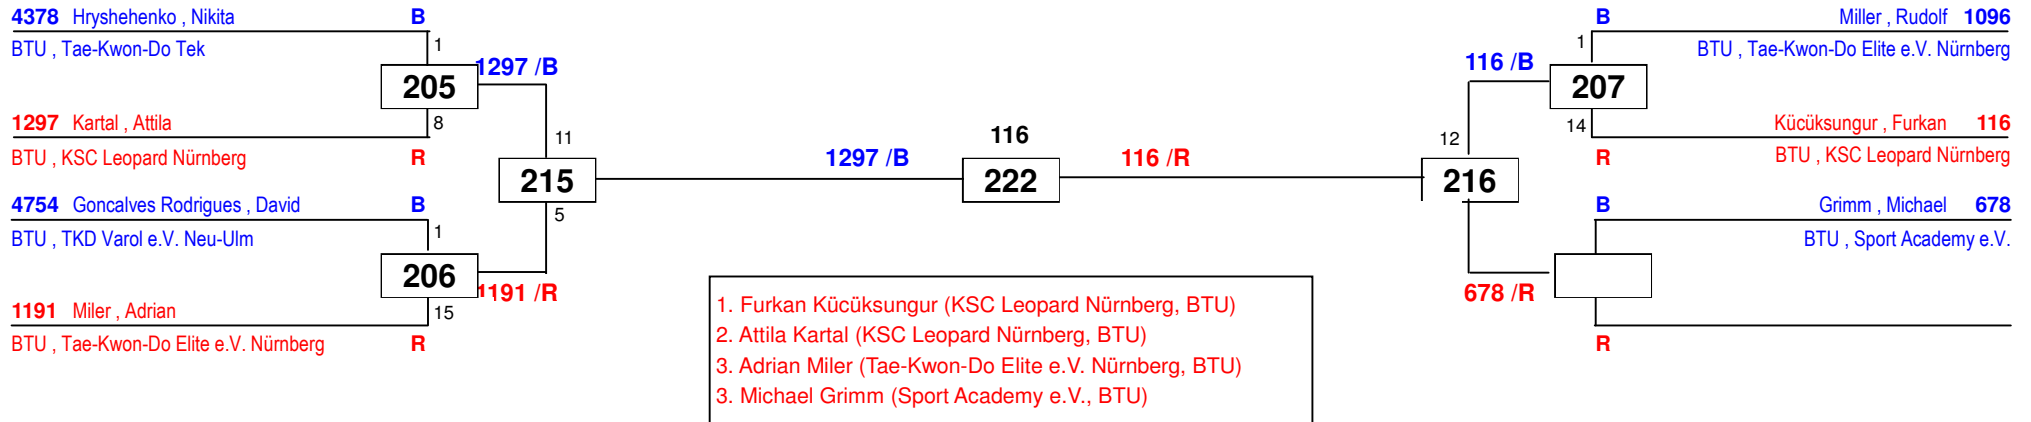 4378 Hryshehenko , Nikita B
BTU , Tae-Kwon-Do Tek
1
205
1297 /B
1297 Kartal , Attila
8
BTU , KSC Leopard Nürnberg R
11
215
5
4754 Goncalves Rodrigues , David B
BTU , TKD Varol e.V. Neu-Ulm
1
206
1191 /R
1191 Miler , Adrian
15
BTU , Tae-Kwon-Do Elite e.V. Nürnberg R
1297 /B
116
222
116 /R
B Miller , Rudolf 1096
1
BTU , Tae-Kwon-Do Elite e.V. Nürnberg
116 /B
207
14
Kücüksungur , Furkan 116
R
BTU , KSC Leopard Nürnberg
12
216
B Grimm , Michael 678
BTU , Sport Academy e.V.
678 /R
R
1. Furkan Kücüksungur (KSC Leopard Nürnberg, BTU)
2. Attila Kartal (KSC Leopard Nürnberg, BTU)
3. Adrian Miler (Tae-Kwon-Do Elite e.V. Nürnberg, BTU)
3. Michael Grimm (Sport Academy e.V., BTU)